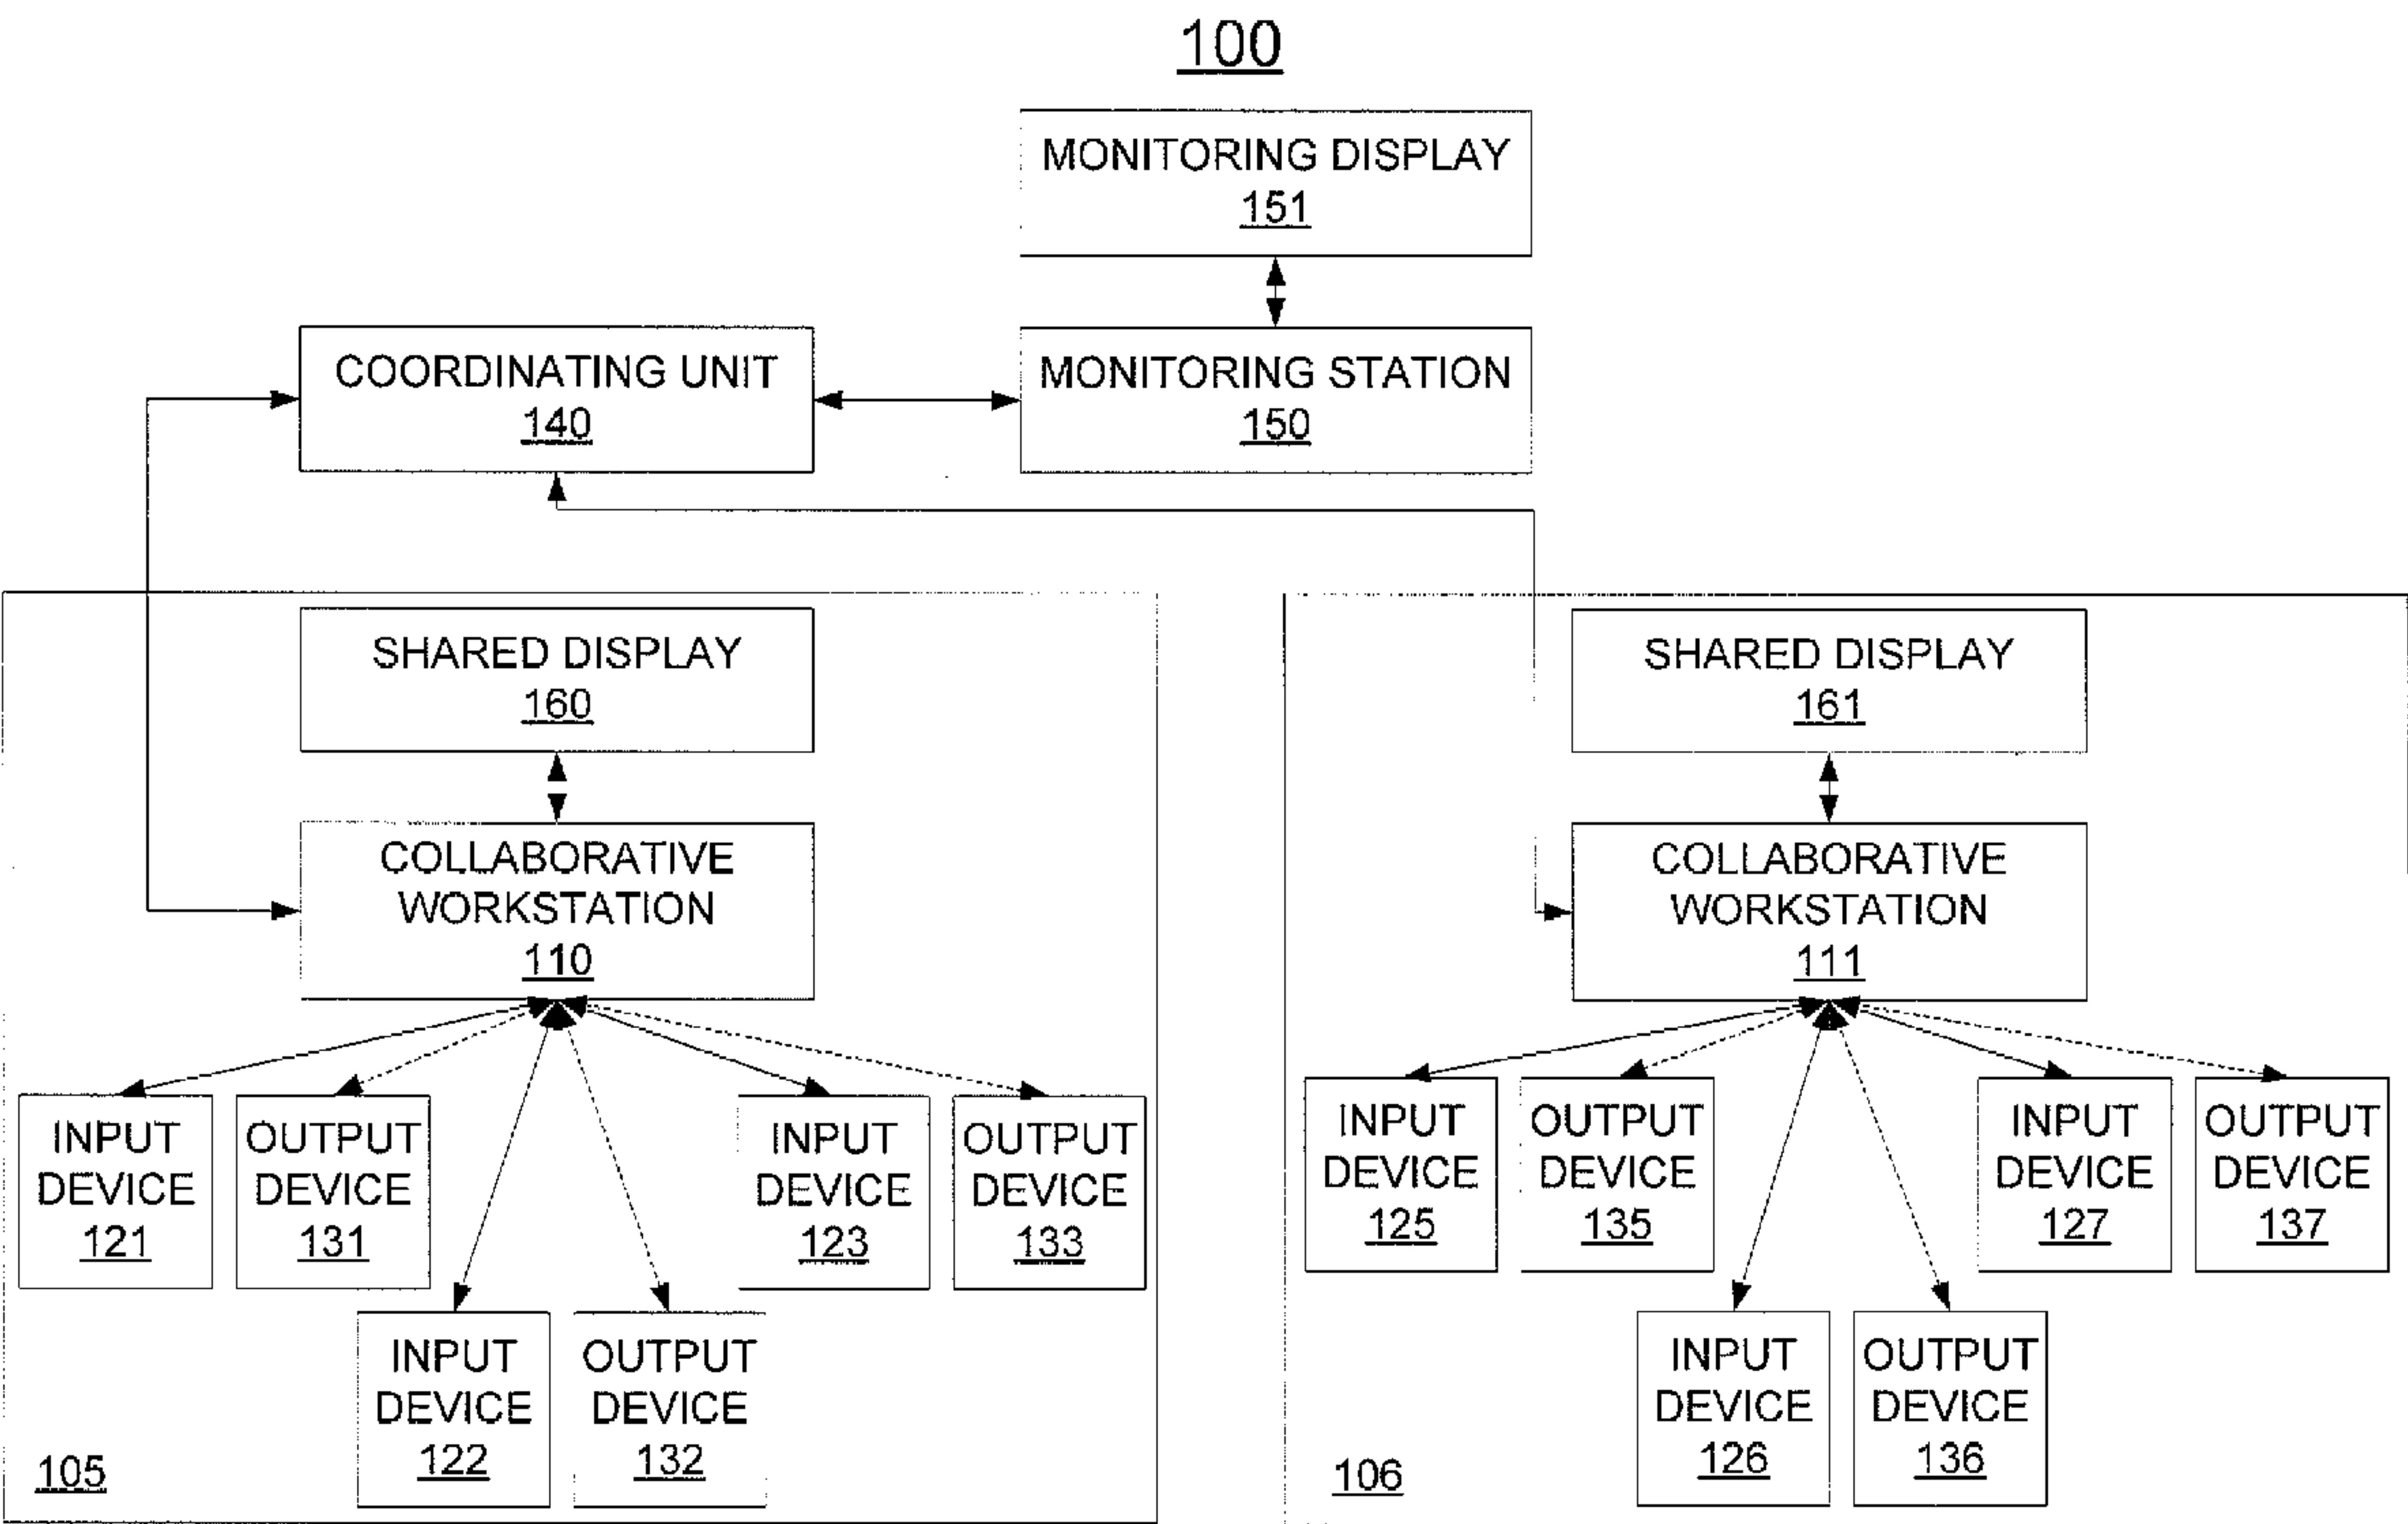 100
MONITORING DISPLAY
151
COORDINATING UNIT
140
MONITORING STATION
150
SHARED DISPLAY
160
COLLABORATIVE
WORKSTATION
110
INPUT
DEVICE
121
OUTPUT
DEVICE
131
INPUT
DEVICE
122
OUTPUT
DEVICE
132
INPUT
DEVICE
123
OUTPUT
DEVICE
133
105
SHARED DISPLAY
161
COLLABORATIVE
WORKSTATION
111
INPUT
DEVICE
125
OUTPUT
DEVICE
135
INPUT
DEVICE
126
OUTPUT
DEVICE
136
INPUT
DEVICE
127
OUTPUT
DEVICE
137
106